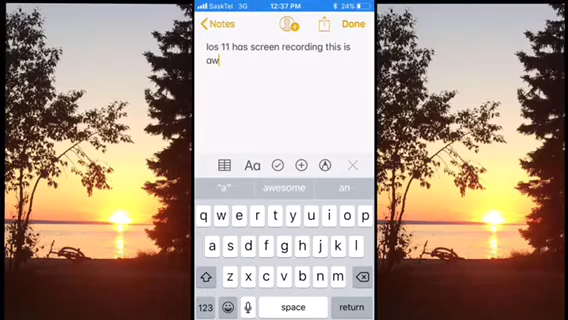 SaskTel 3G 12:37 PM 24%
Notes Done
Ios 11 has screen recording this is
aw
Aa
"a" awesome an
q w e r t y u i o p
a s d f g h j k l
z x c v b n m
123 space return